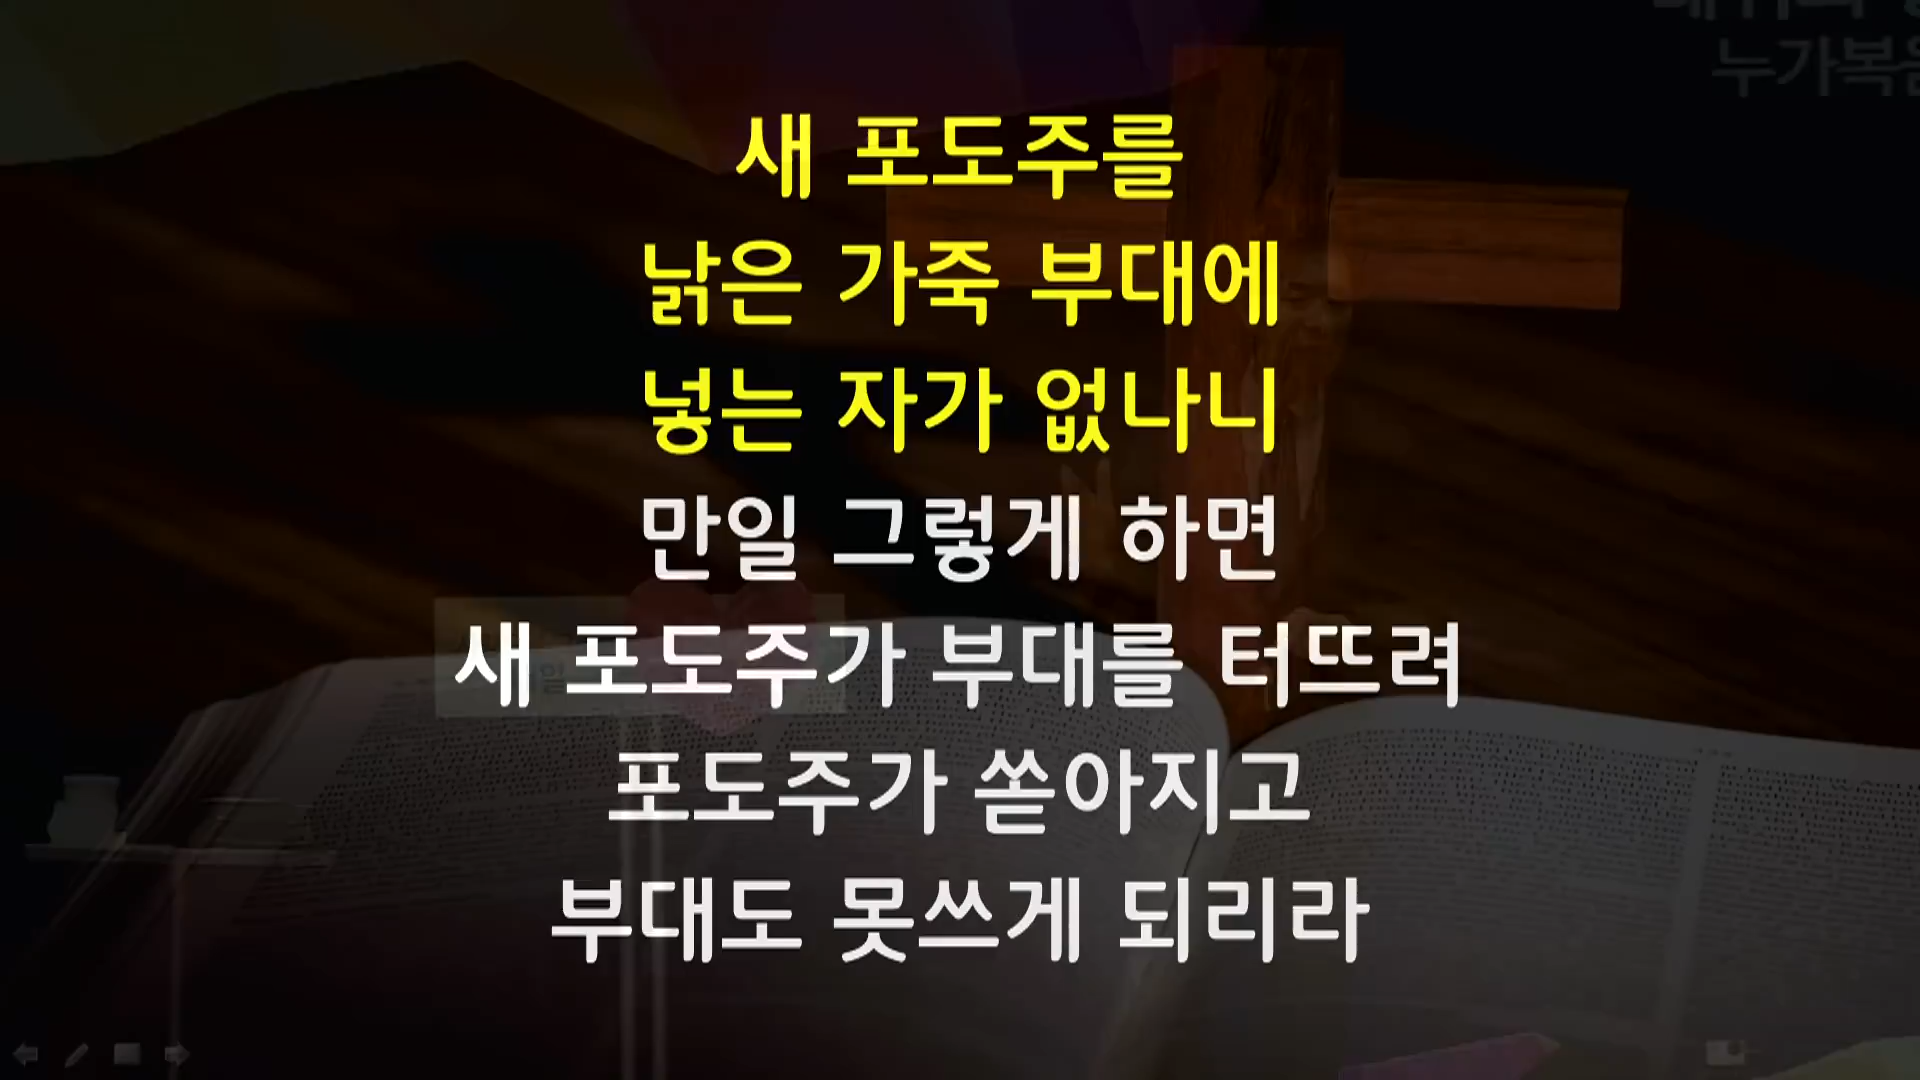 누가복음
새 포도주를
낡은 가죽 부대에
넣는 자가 없나니
만일 그렇게 하면
새 포도주가 부대를 터뜨려
포도주가 쏟아지고
부대도 못쓰게 되리라